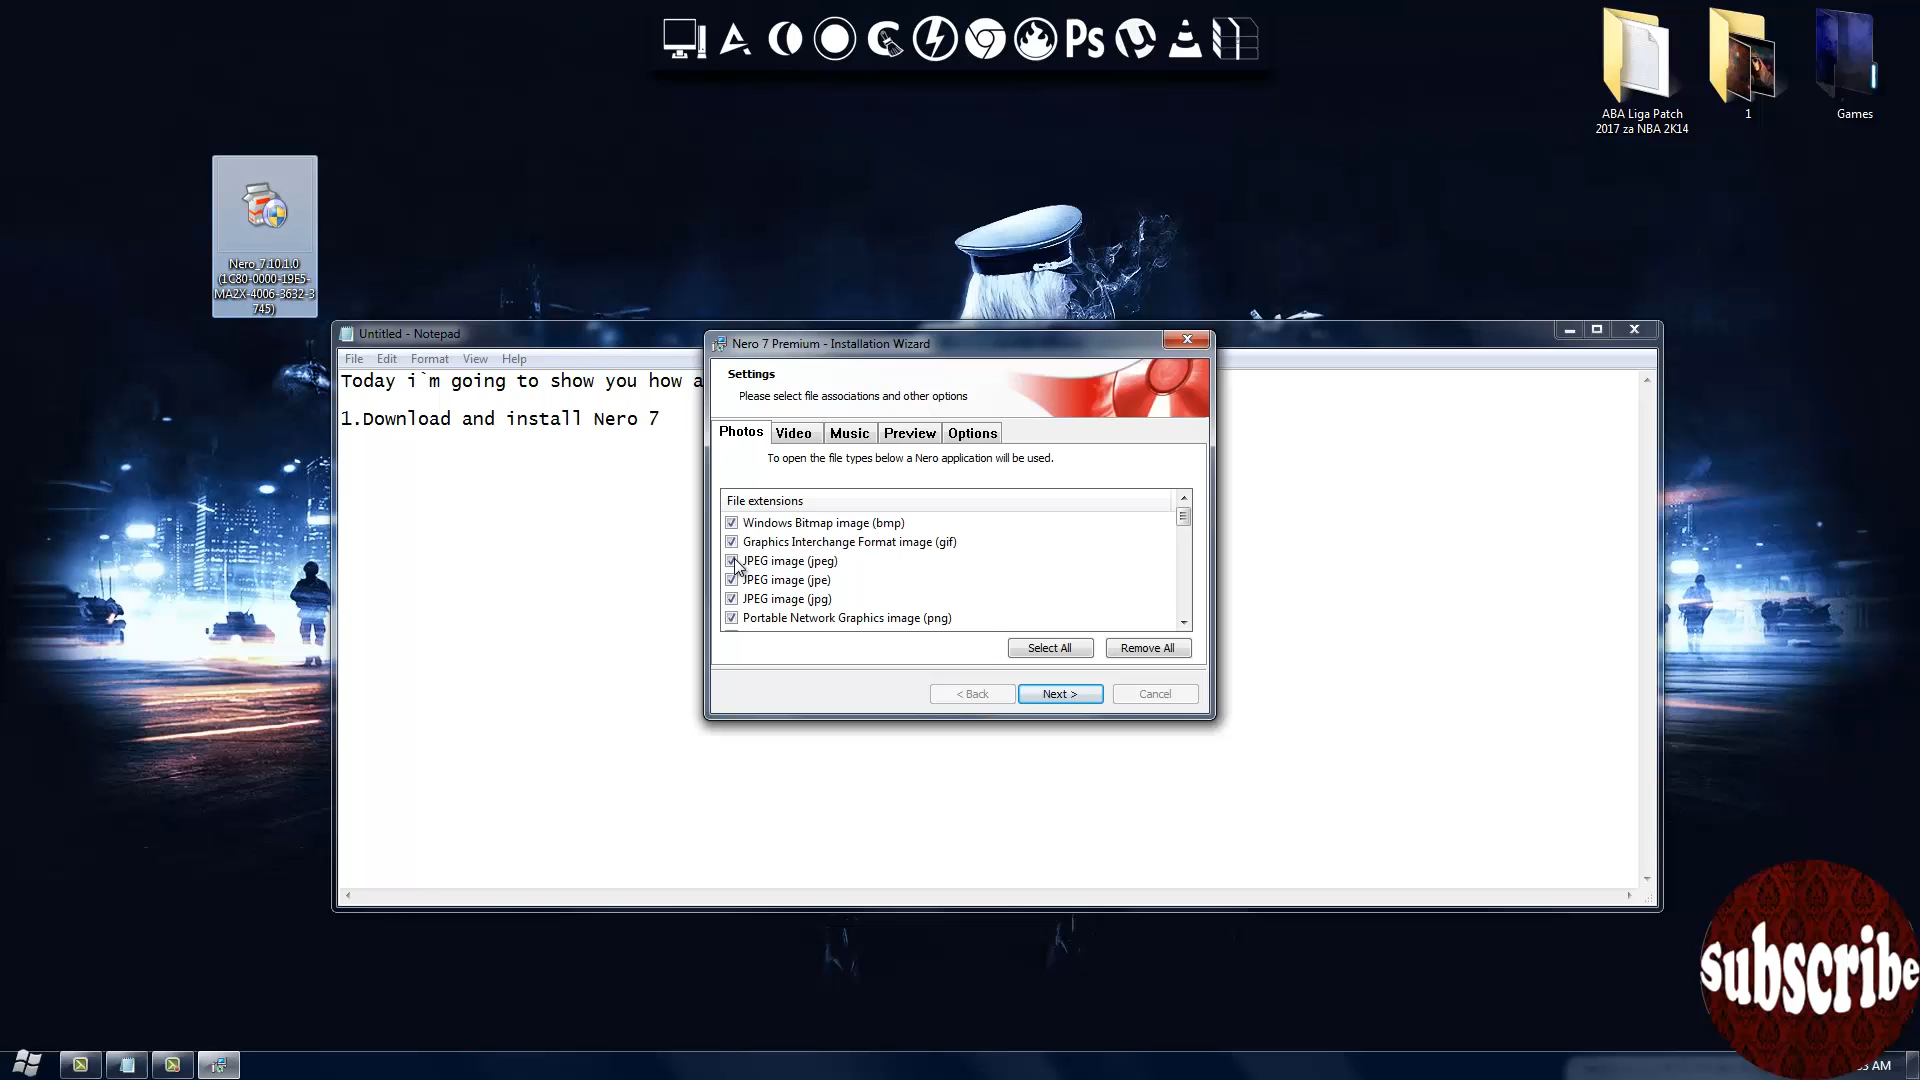 Ps
ABA Liga Patch
2017 za NBA 2K14
1
Games
Nero_7.10.1.0
(1C80-0000-19E5-
MA2X-4006-3632-3
745)
Untitled - Notepad
File Edit Format View Help
Today i`m going to show you how a
1.Download and install Nero 7
Nero 7 Premium - Installation Wizard
Settings
Please select file associations and other options
Photos Video Music Preview Options
To open the file types below a Nero application will be used.
File extensions
Windows Bitmap image (bmp)
Graphics Interchange Format image (gif)
JPEG image (jpeg)
JPEG image (jpe)
JPEG image (jpg)
Portable Network Graphics image (png)
Select All Remove All
< Back Next > Cancel
subscribe
AM